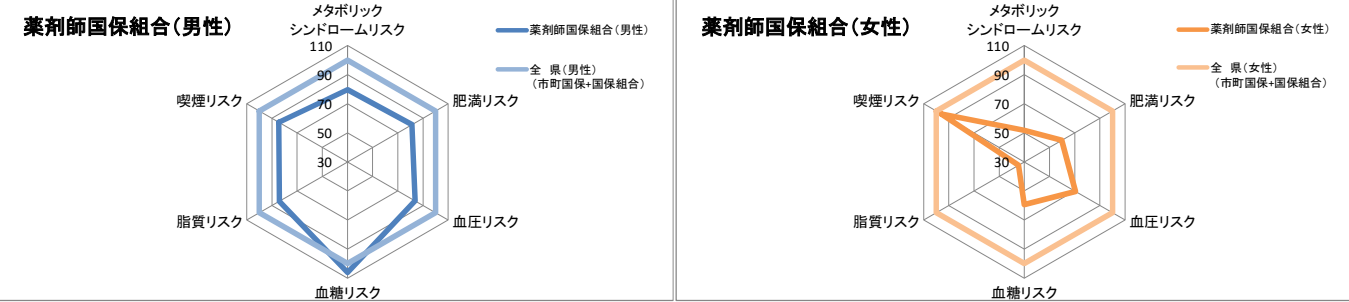 薬剤師国保組合(男性)
メタボリック
シンドロームリスク
110
90
70
50
30
肥満リスク
血圧リスク
血糖リスク
脂質リスク
喫煙リスク
薬剤師国保組合(男性)
全 県(男性)
(市町国保+国保組合)
薬剤師国保組合(女性)
メタボリック
シンドロームリスク
110
90
70
50
30
肥満リスク
血圧リスク
血糖リスク
脂質リスク
喫煙リスク
薬剤師国保組合(女性)
全 県(女性)
(市町国保+国保組合)